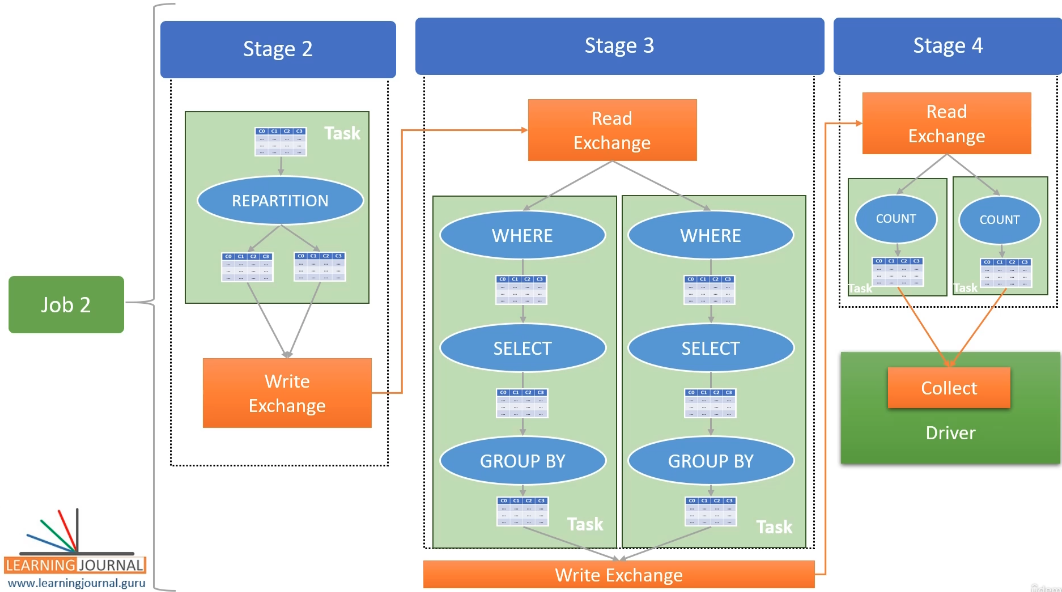 Stage 2
Stage 3
Stage 4
Job 2
Task
C0 C1 C2 C3
REPARTITION
C0 C1 C2 C3
C0 C1 C2 C3
Write
Exchange
Read
Exchange
WHERE
C0 C1 C2 C3
SELECT
C0 C1 C2 C3
GROUP BY
C0 C1 C2 C3
Task
WHERE
C0 C1 C2 C3
SELECT
C0 C1 C2 C3
GROUP BY
C0 C1 C2 C3
Task
Write Exchange
Read
Exchange
COUNT
C0 C1 C2 C3
Task
COUNT
C0 C1 C2 C3
Task
Collect
Driver
LEARNING JOURNAL
www.learningjournal.guru